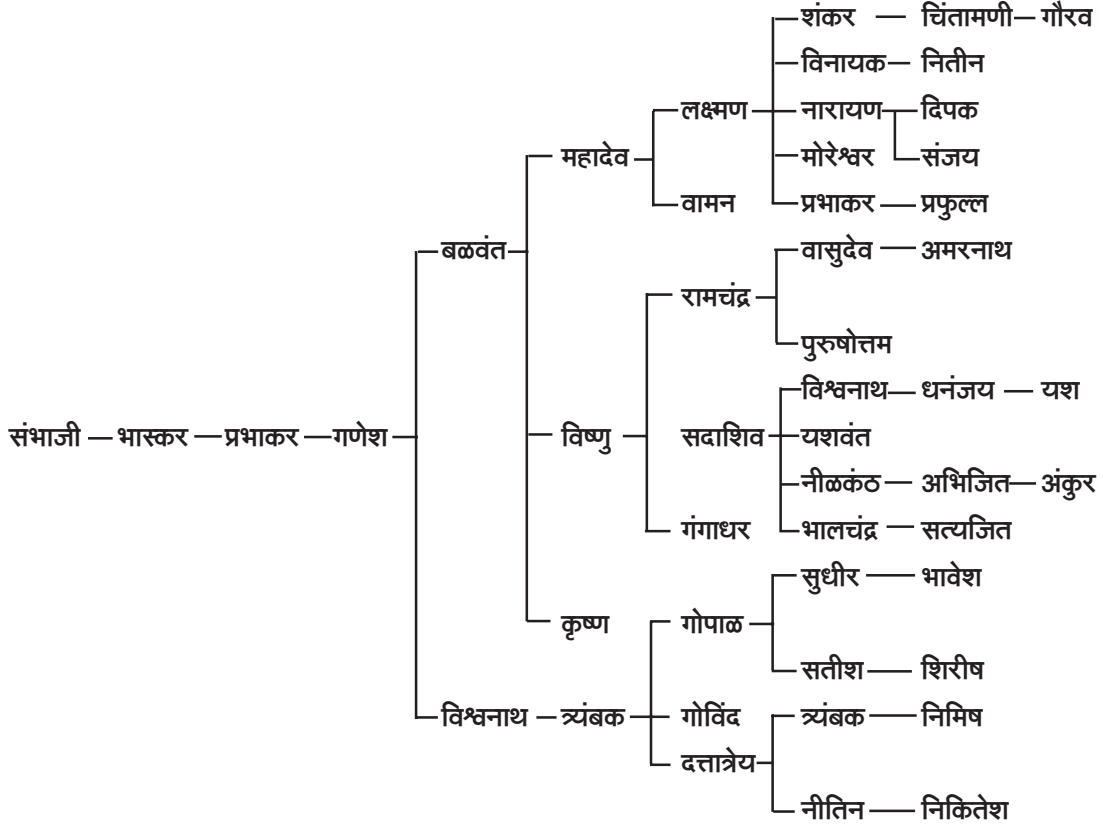 शंकर चिंतामणी गौरव
विनायक नितीन
लक्ष्मण नारायण दिपक
महादेव मोरेश्वर संजय
वामन प्रभाकर प्रफुल्ल
बळवंत वासुदेव अमरनाथ
रामचंद्र
पुरुषोत्तम
विश्वनाथ धनंजय यश
संभाजी भास्कर प्रभाकर गणेश विष्णु सदाशिव यशवंत
नीळकंठ अभिजित अंकुर
गंगाधर भालचंद्र सत्यजित
सुधीर भावेश
कृष्ण गोपाळ
सतीश शिरीष
विश्वनाथ त्र्यंबक गोविंद त्र्यंबक निमिष
दत्तात्रेय
नीतिन निकितेश